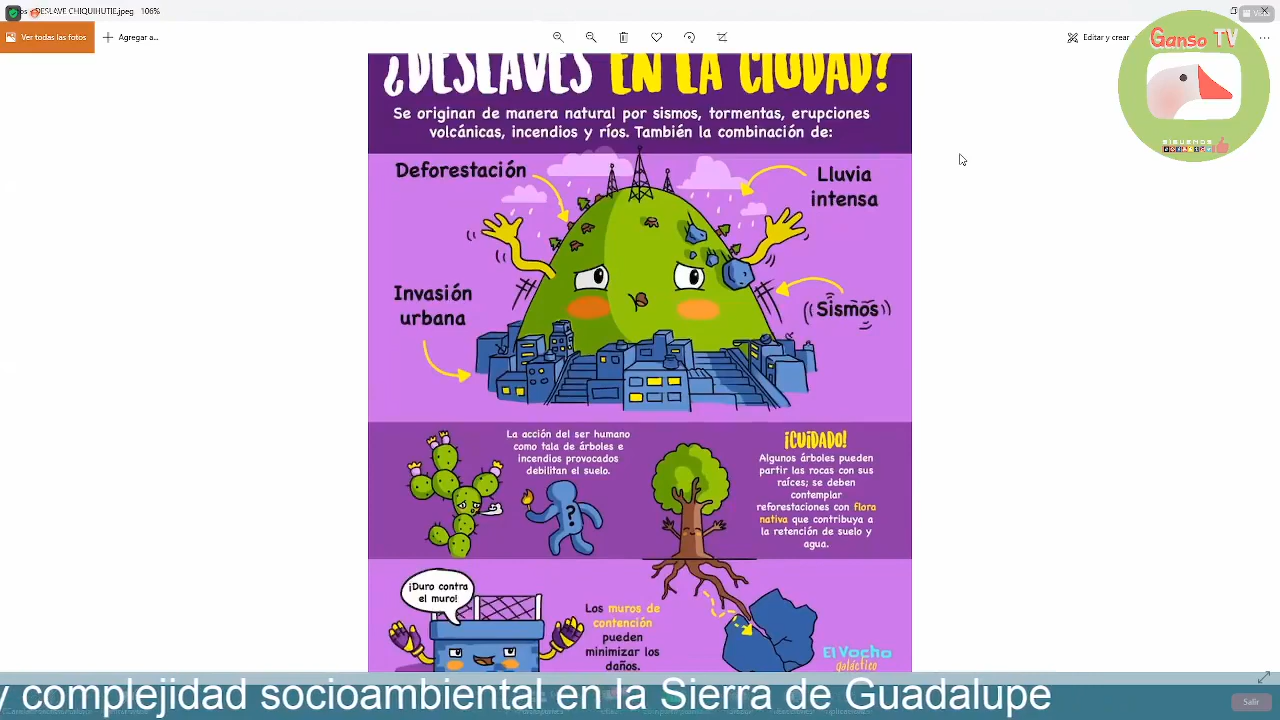 DESLAVE CHIQUIHUTIE.jpeg 106%
Ver todas las fotos
Agregar a...
Editar y crear
Ganso TV
SIGUENOS
¿DESLAVES EN LA CIUDAD?
Se originan de manera natural por sismos, tormentas, erupciones
volcánicas, incendios y ríos. También la combinación de:
Deforestación
Lluvia
intensa
Invasión
urbana
Sismos
La acción del ser humano
como tala de árboles e
incendios provocados
debilitan el suelo.
?
¡CUIDADO!
Algunos árboles pueden
partir las rocas con sus
raíces; se deben
contemplar
reforestaciones con flora
nativa que contribuya a
la retención de suelo y
agua.
¡Duro contra
el muro!
Los muros de
contención
pueden
minimizar los
daños.
El Vocho
galáctico
y complejidad socioambiental en la Sierra de Guadalupe
Salir